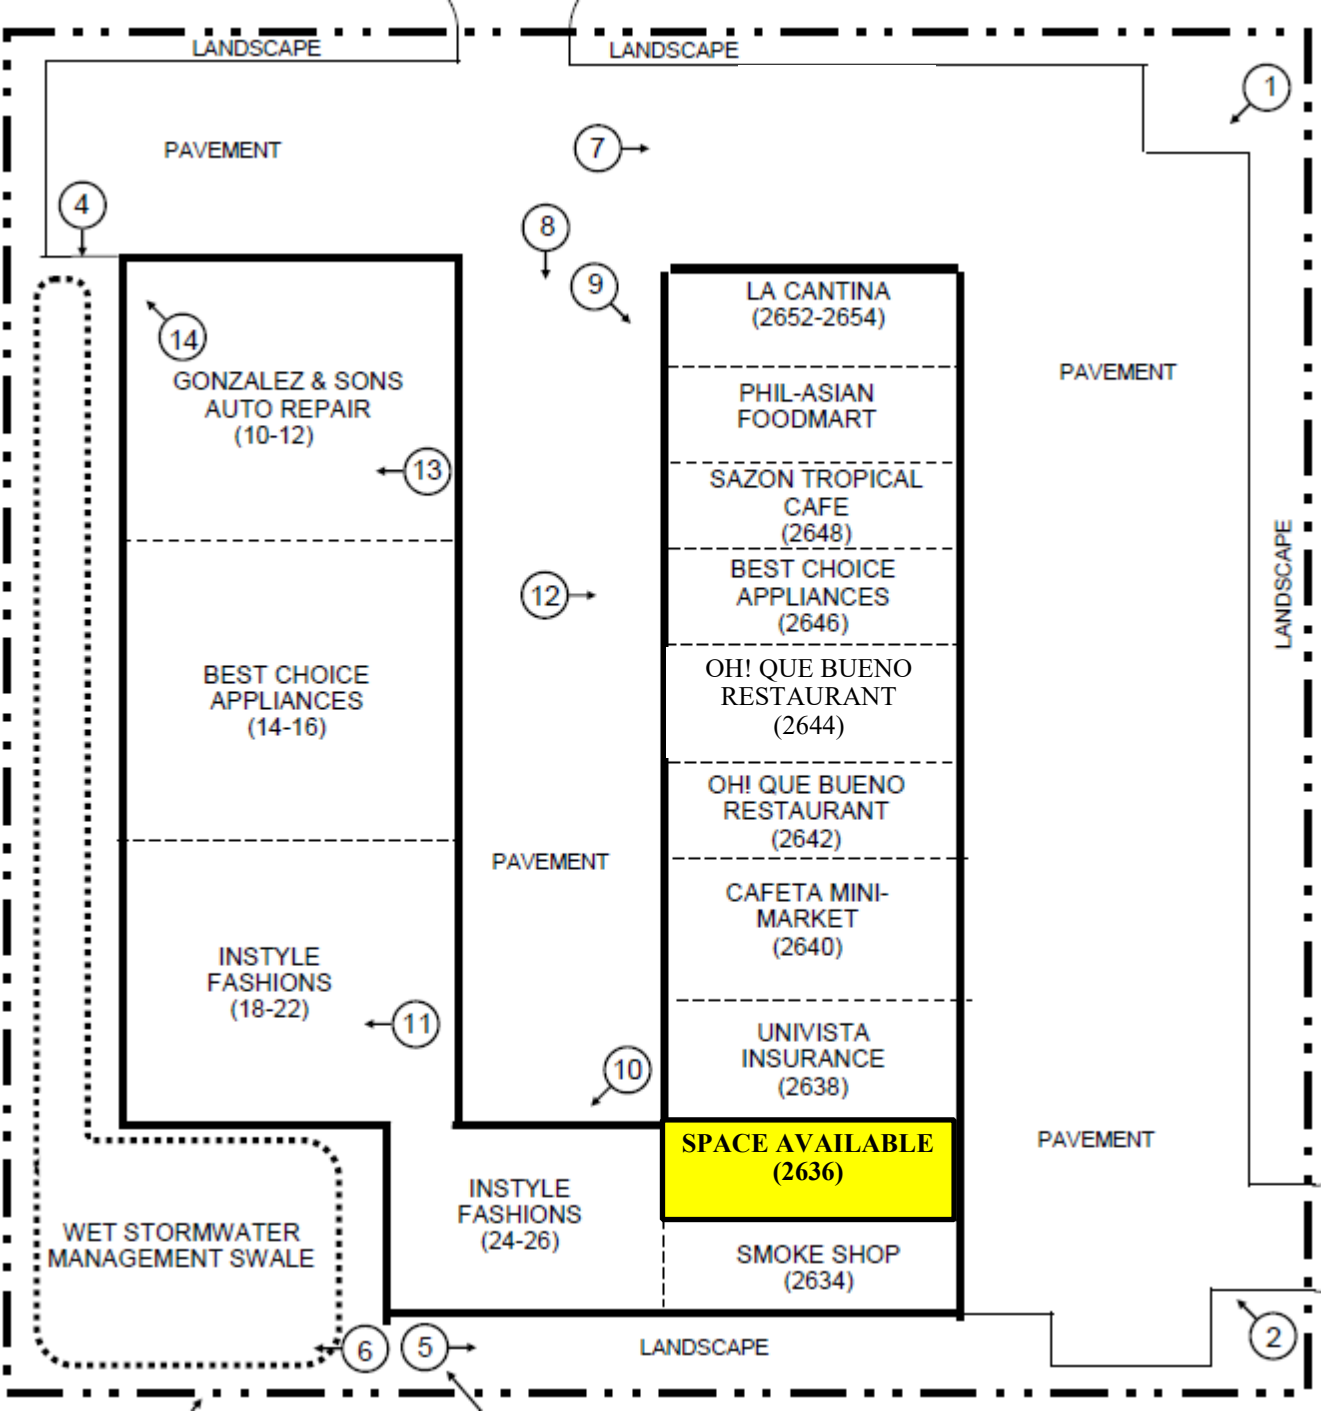 LANDSCAPE
LANDSCAPE
1
PAVEMENT
7
4
8
9
14
GONZALEZ & SONS
AUTO REPAIR
(10-12)
13
BEST CHOICE
APPLIANCES
(14-16)
12
INSTYLE
FASHIONS
(18-22)
11
PAVEMENT
10
LA CANTINA
(2652-2654)
PHIL-ASIAN
FOODMART
SAZON TROPICAL
CAFE
(2648)
BEST CHOICE
APPLIANCES
(2646)
OH! QUE BUENO
RESTAURANT
(2644)
OH! QUE BUENO
RESTAURANT
(2642)
CAFETA MINI-
MARKET
(2640)
UNIVISTA
INSURANCE
(2638)
SPACE AVAILABLE
(2636)
SMOKE SHOP
(2634)
INSTYLE
FASHIONS
(24-26)
WET STORMWATER
MANAGEMENT SWALE
PAVEMENT
LANDSCAPE
PAVEMENT
6
5
LANDSCAPE
2